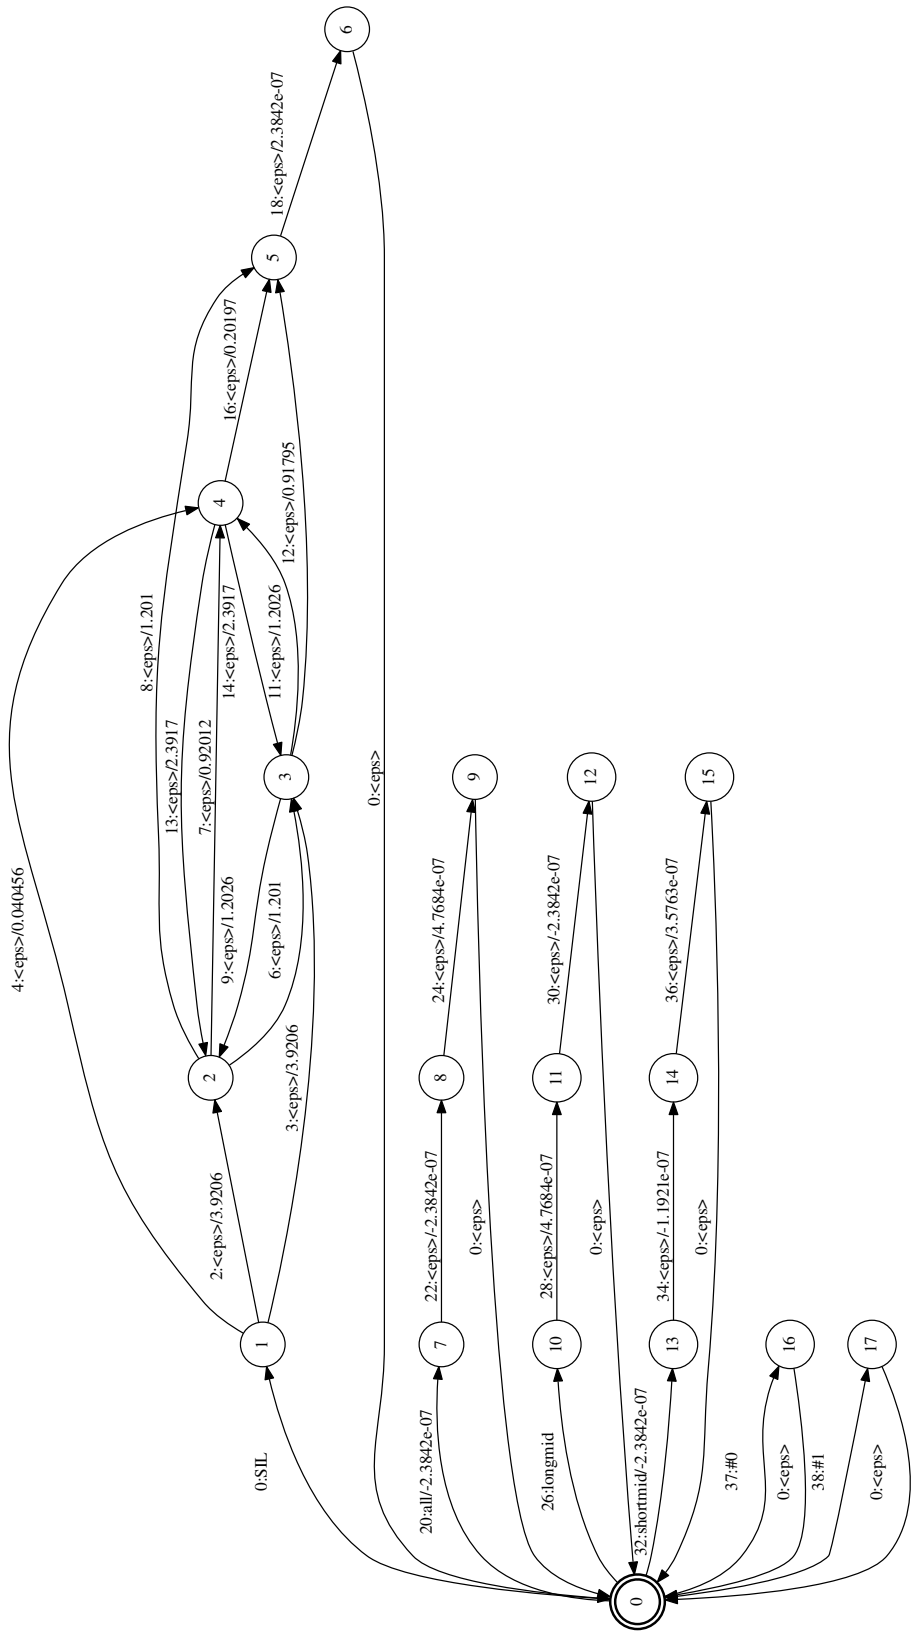 0
0:SIL
1
4:<eps>/0.040456
2:<eps>/3.9206
3:<eps>/3.9206
2
8:<eps>/1.201
13:<eps>/2.3917
7:<eps>/0.92012
9:<eps>/1.2026
6:<eps>/1.201
3
14:<eps>/2.3917
11:<eps>/1.2026
12:<eps>/0.91795
4
16:<eps>/0.20197
5
18:<eps>/2.3842e-07
6
0:<eps>
20:all/-2.3842e-07
7
22:<eps>/-2.3842e-07
8
24:<eps>/4.7684e-07
9
0:<eps>
26:longmid
10
28:<eps>/4.7684e-07
11
30:<eps>/-2.3842e-07
12
0:<eps>
32:shortmid/-2.3842e-07
13
34:<eps>/-1.1921e-07
14
36:<eps>/3.5763e-07
15
0:<eps>
37:#0
16
0:<eps>
38:#1
17
0:<eps>